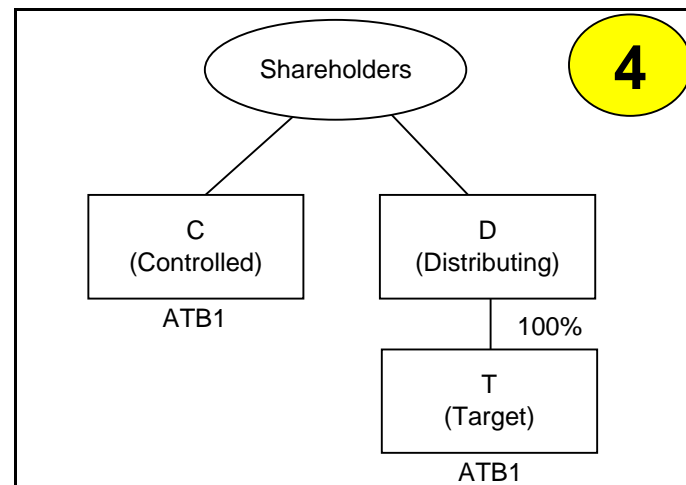 Shareholders
4
C
(Controlled)
D
(Distributing)
ATB1
100%
T
(Target)
ATB1